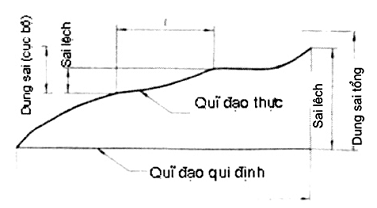 l
Dung sai (cục bộ)
Sai lệch
Quĩ đạo thực
Sai lệch
Dung sai tổng
Quĩ đạo qui định